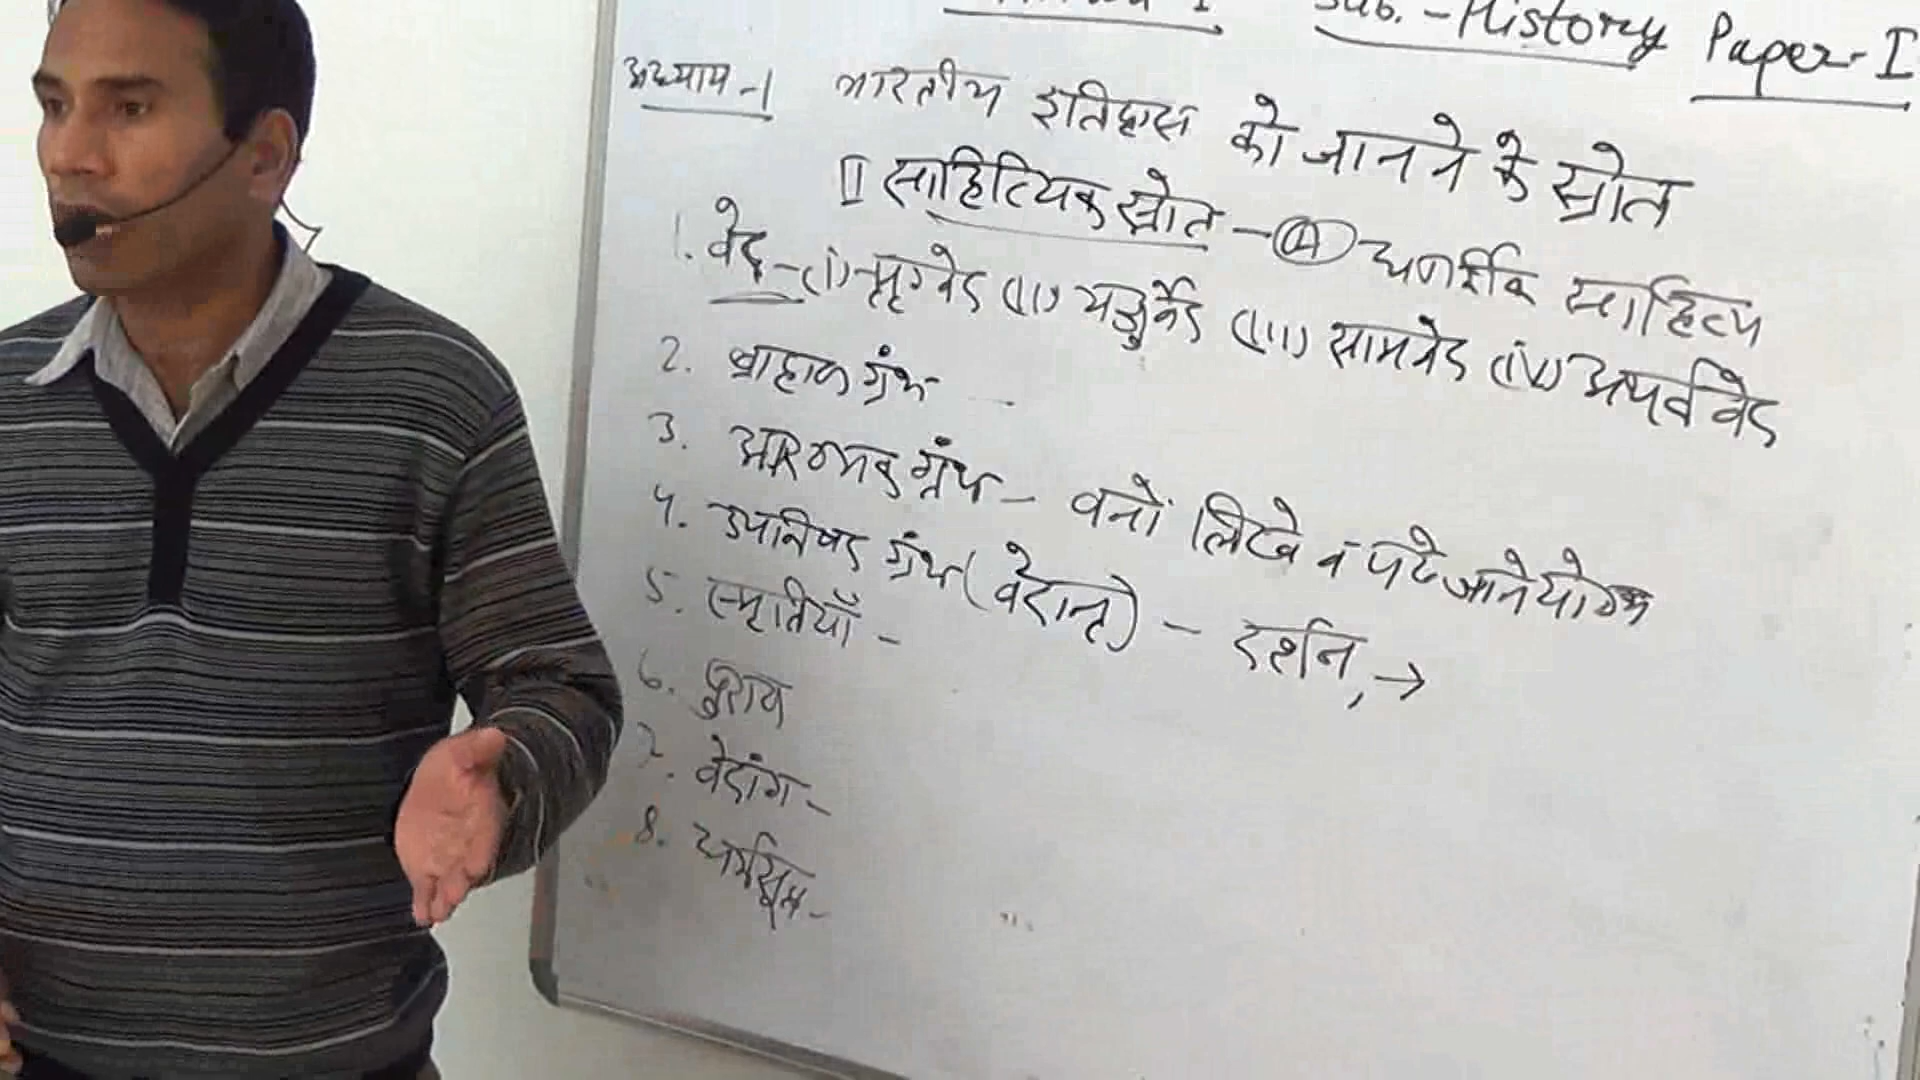 I Sub. - History Paper-I
अध्याय -1 भारतीय इतिहास को जानने के स्रोत
II साहित्यिक स्रोत - (A) धार्मिक साहित्य
1. वेद - (i) ऋग्वेद (ii) यजुर्वेद (iii) सामवेद (iv) अथर्ववेद
2. ब्राह्मण ग्रंथ -
3. आरण्यक ग्रंथ - वनों लिखे व पढे जाने योग्य
4. उपनिषद ग्रंथ (वेदान्त) - दर्शन, →
5. स्मृतियाँ -
6. पुराण
7. वेदांग -
8. धर्मसूत्र -